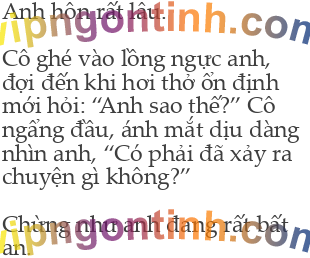 Anh hôn rất lâu.
vipngontinh.com
Cô ghé vào lồng ngực anh,
đợi đến khi hơi thở ổn định
mới hỏi: “Anh sao thế?” Cô
ngẩng đầu, ánh mắt dịu dàng
nhìn anh, “Có phải đã xảy ra
chuyện gì không?”
Chừng như anh đang rất bất
vipngontinh.com
an.